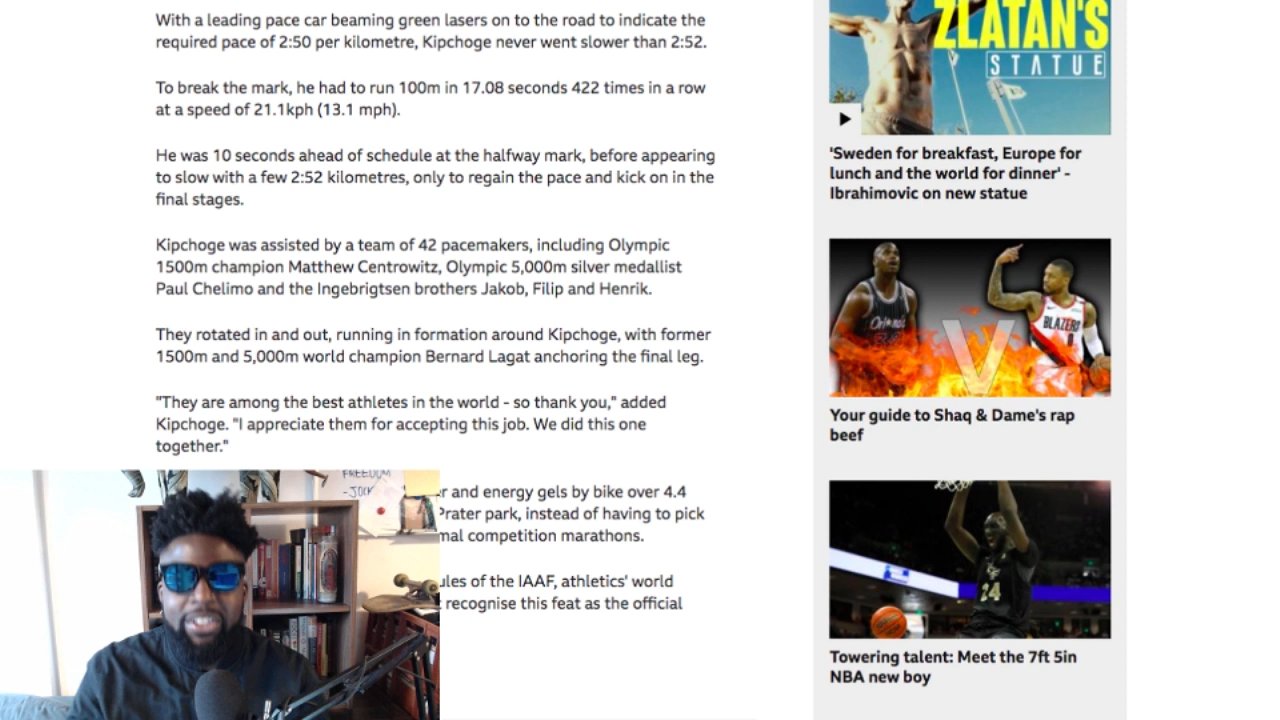 With a leading pace car beaming green lasers on to the road to indicate the
required pace of 2:50 per kilometre, Kipchoge never went slower than 2:52.
To break the mark, he had to run 100m in 17.08 seconds 422 times in a row
at a speed of 21.1kph (13.1 mph).
He was 10 seconds ahead of schedule at the halfway mark, before appearing
to slow with a few 2:52 kilometres, only to regain the pace and kick on in the
final stages.
Kipchoge was assisted by a team of 42 pacemakers, including Olympic
1500m champion Matthew Centrowitz, Olympic 5,000m silver medallist
Paul Chelimo and the Ingebrigtsen brothers Jakob, Filip and Henrik.
They rotated in and out, running in formation around Kipchoge, with former
1500m and 5,000m world champion Bernard Lagat anchoring the final leg.
"They are among the best athletes in the world - so thank you," added
Kipchoge. "I appreciate them for accepting this job. We did this one
together."
and energy gels by bike over 4.4
Prater park, instead of having to pick
mal competition marathons.
ules of the IAAF, athletics' world
recognise this feat as the official
FREEDOM
ZLATAN'S
STATUE
'Sweden for breakfast, Europe for
lunch and the world for dinner' -
Ibrahimovic on new statue
Orlando
V
BLAZERS
Your guide to Shaq & Dame's rap
beef
24
Towering talent: Meet the 7ft 5in
NBA new boy